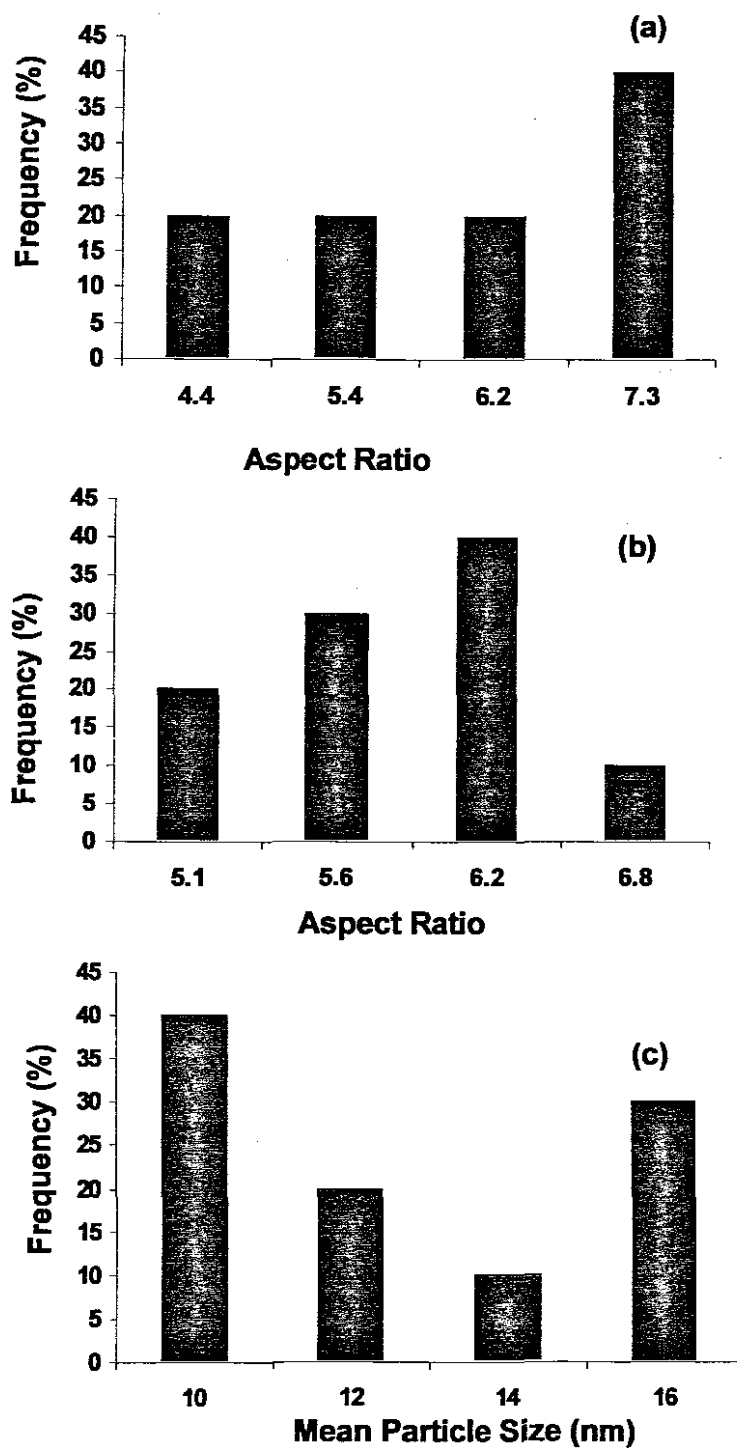 (a)
Frequency (%)
45
40
35
30
25
20
15
10
5
0
4.4 5.4 6.2 7.3
Aspect Ratio
(b)
Frequency (%)
45
40
35
30
25
20
15
10
5
0
5.1 5.6 6.2 6.8
Aspect Ratio
(c)
Frequency (%)
45
40
35
30
25
20
15
10
5
0
10 12 14 16
Mean Particle Size (nm)